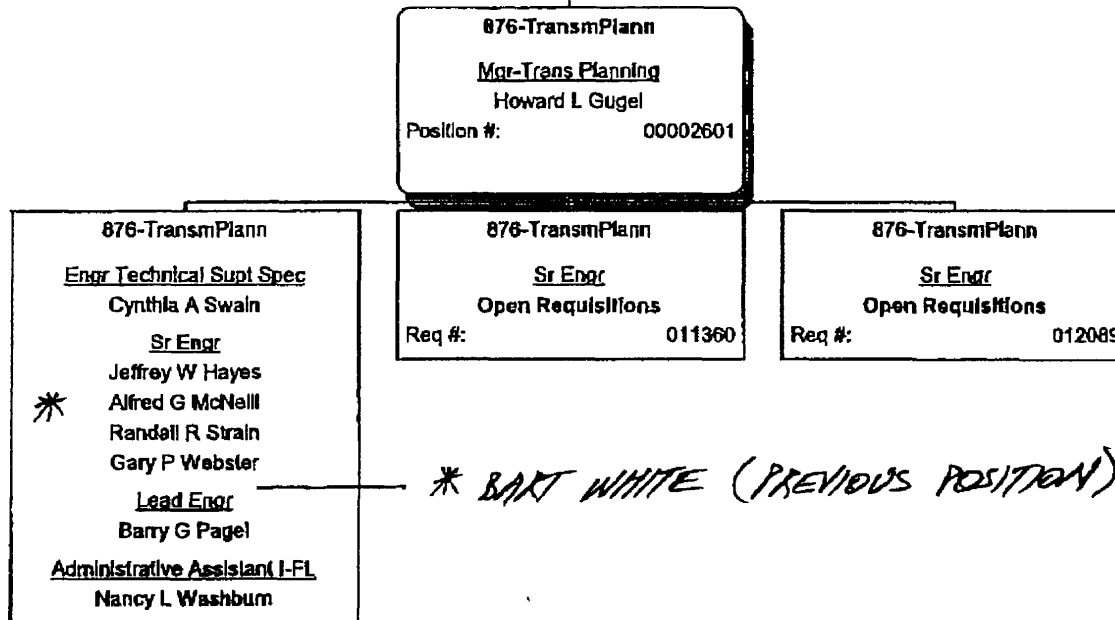 876-TransmPlann
Mgr-Trans Planning
Howard L Gugel
Position #: 00002601
876-TransmPlann
Engr Technical Supt Spec
Cynthia A Swain
Sr Engr
Jeffrey W Hayes
* Alfred G McNeill
Randall R Strain
Gary P Webster
Lead Engr
Barry G Pagel
Administrative Assistant I-FL
Nancy L Washburn
876-TransmPlann
Sr Engr
Open Requisitions
Req #: 011360
876-TransmPlann
Sr Engr
Open Requisitions
Req #: 012089
* BART WHITE (PREVIOUS POSITION)